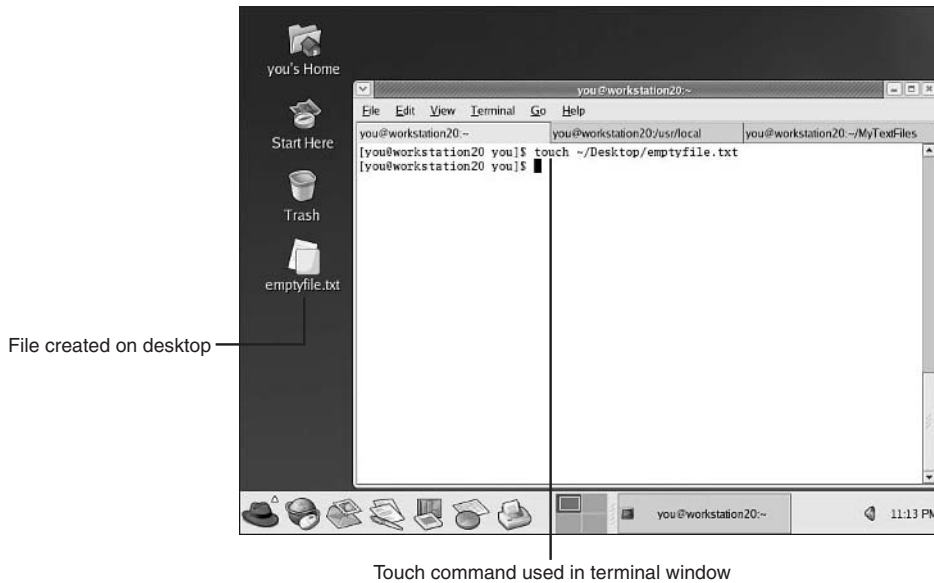 you's Home
Start Here
Trash
emptyfile.txt
File created on desktop
you@workstation20:~
File Edit View Terminal Go Help
you@workstation20:~ you@workstation20:/usr/local you@workstation20:~/MyTextFiles
[you@workstation20 you]$ touch ~/Desktop/emptyfile.txt
[you@workstation20 you]$
you@workstation20:~ 11:13 PM
Touch command used in terminal window